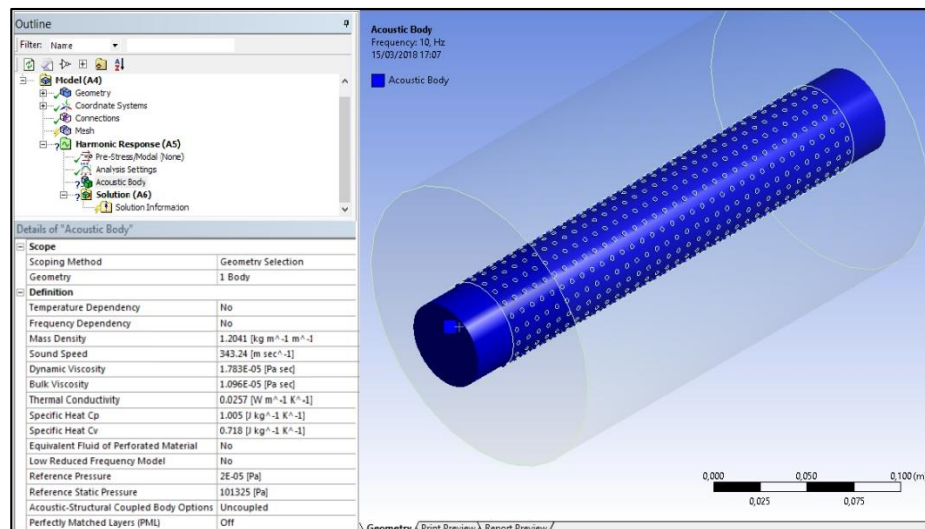 Outline
Filter: Name
Model (A4)
Geometry
Coordinate Systems
Connections
Mesh
Harmonic Response (A5)
Pre-Stress/Modal (None)
Analysis Settings
Acoustic Body
Solution (A6)
Solution Information
Details of "Acoustic Body"
Scope
Scoping Method Geometry Selection
Geometry 1 Body
Definition
Temperature Dependency No
Frequency Dependency No
Mass Density 1.2041 [kg m^-1 m^-1
Sound Speed 343.24 [m sec^-1]
Dynamic Viscosity 1.783E-05 [Pa sec]
Bulk Viscosity 1.096E-05 [Pa sec]
Thermal Conductivity 0.0257 [W m^-1 K^-1]
Specific Heat Cp 1.005 [J kg^-1 K^-1]
Specific Heat Cv 0.718 [J kg^-1 K^-1]
Equivalent Fluid of Perforated Material No
Low Reduced Frequency Model No
Reference Pressure 2E-05 [Pa]
Reference Static Pressure 101325 [Pa]
Acoustic-Structural Coupled Body Options Uncoupled
Perfectly Matched Layers (PML) Off
Acoustic Body
Frequency: 10, Hz
15/03/2018 17:07
Acoustic Body
0,000 0,050 0,100 (m)
0,025 0,075
Geometry Print Preview Report Preview